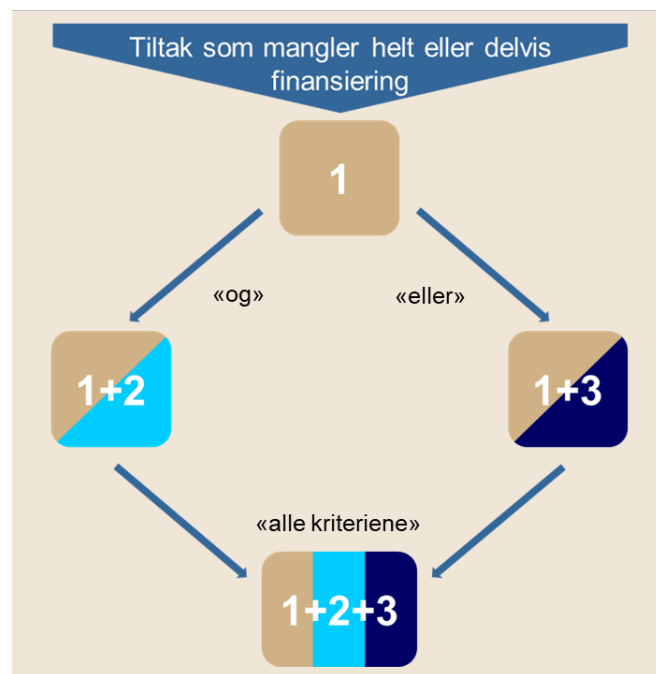 Tiltak som mangler helt eller delvis
finansiering
1
«og»
«eller»
1+2
1+3
«alle kriteriene»
1+2+3